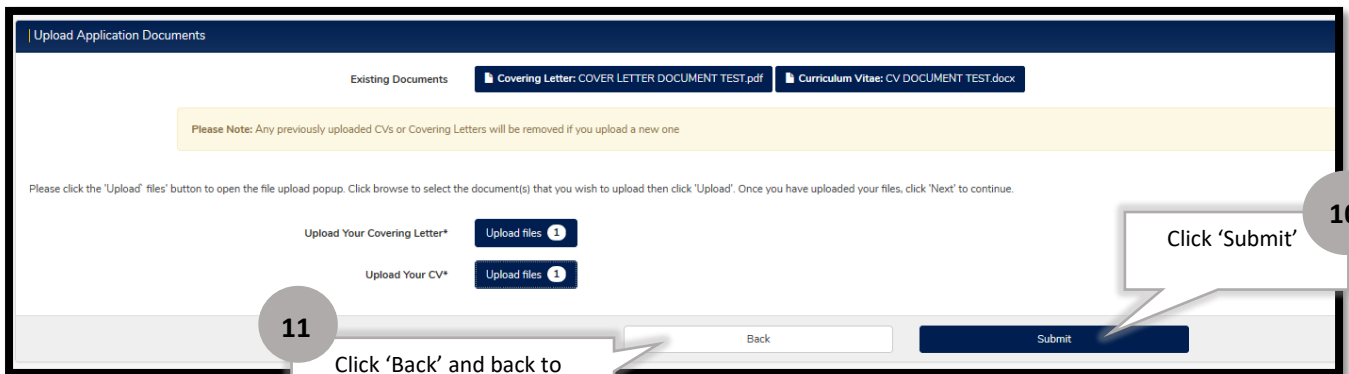 Upload Application Documents
Existing Documents
Covering Letter: COVER LETTER DOCUMENT TEST.pdf
Curriculum Vitae: CV DOCUMENT TEST.docx
Please Note: Any previously uploaded CVs or Covering Letters will be removed if you upload a new one
Please click the 'Upload' files' button to open the file upload popup. Click browse to select the document(s) that you wish to upload then click 'Upload'. Once you have uploaded your files, click 'Next' to continue.
Upload Your Covering Letter*
Upload files 1
Upload Your CV*
Upload files 1
10
Click ‘Submit’
Back
Submit
11
Click ‘Back’ and back to